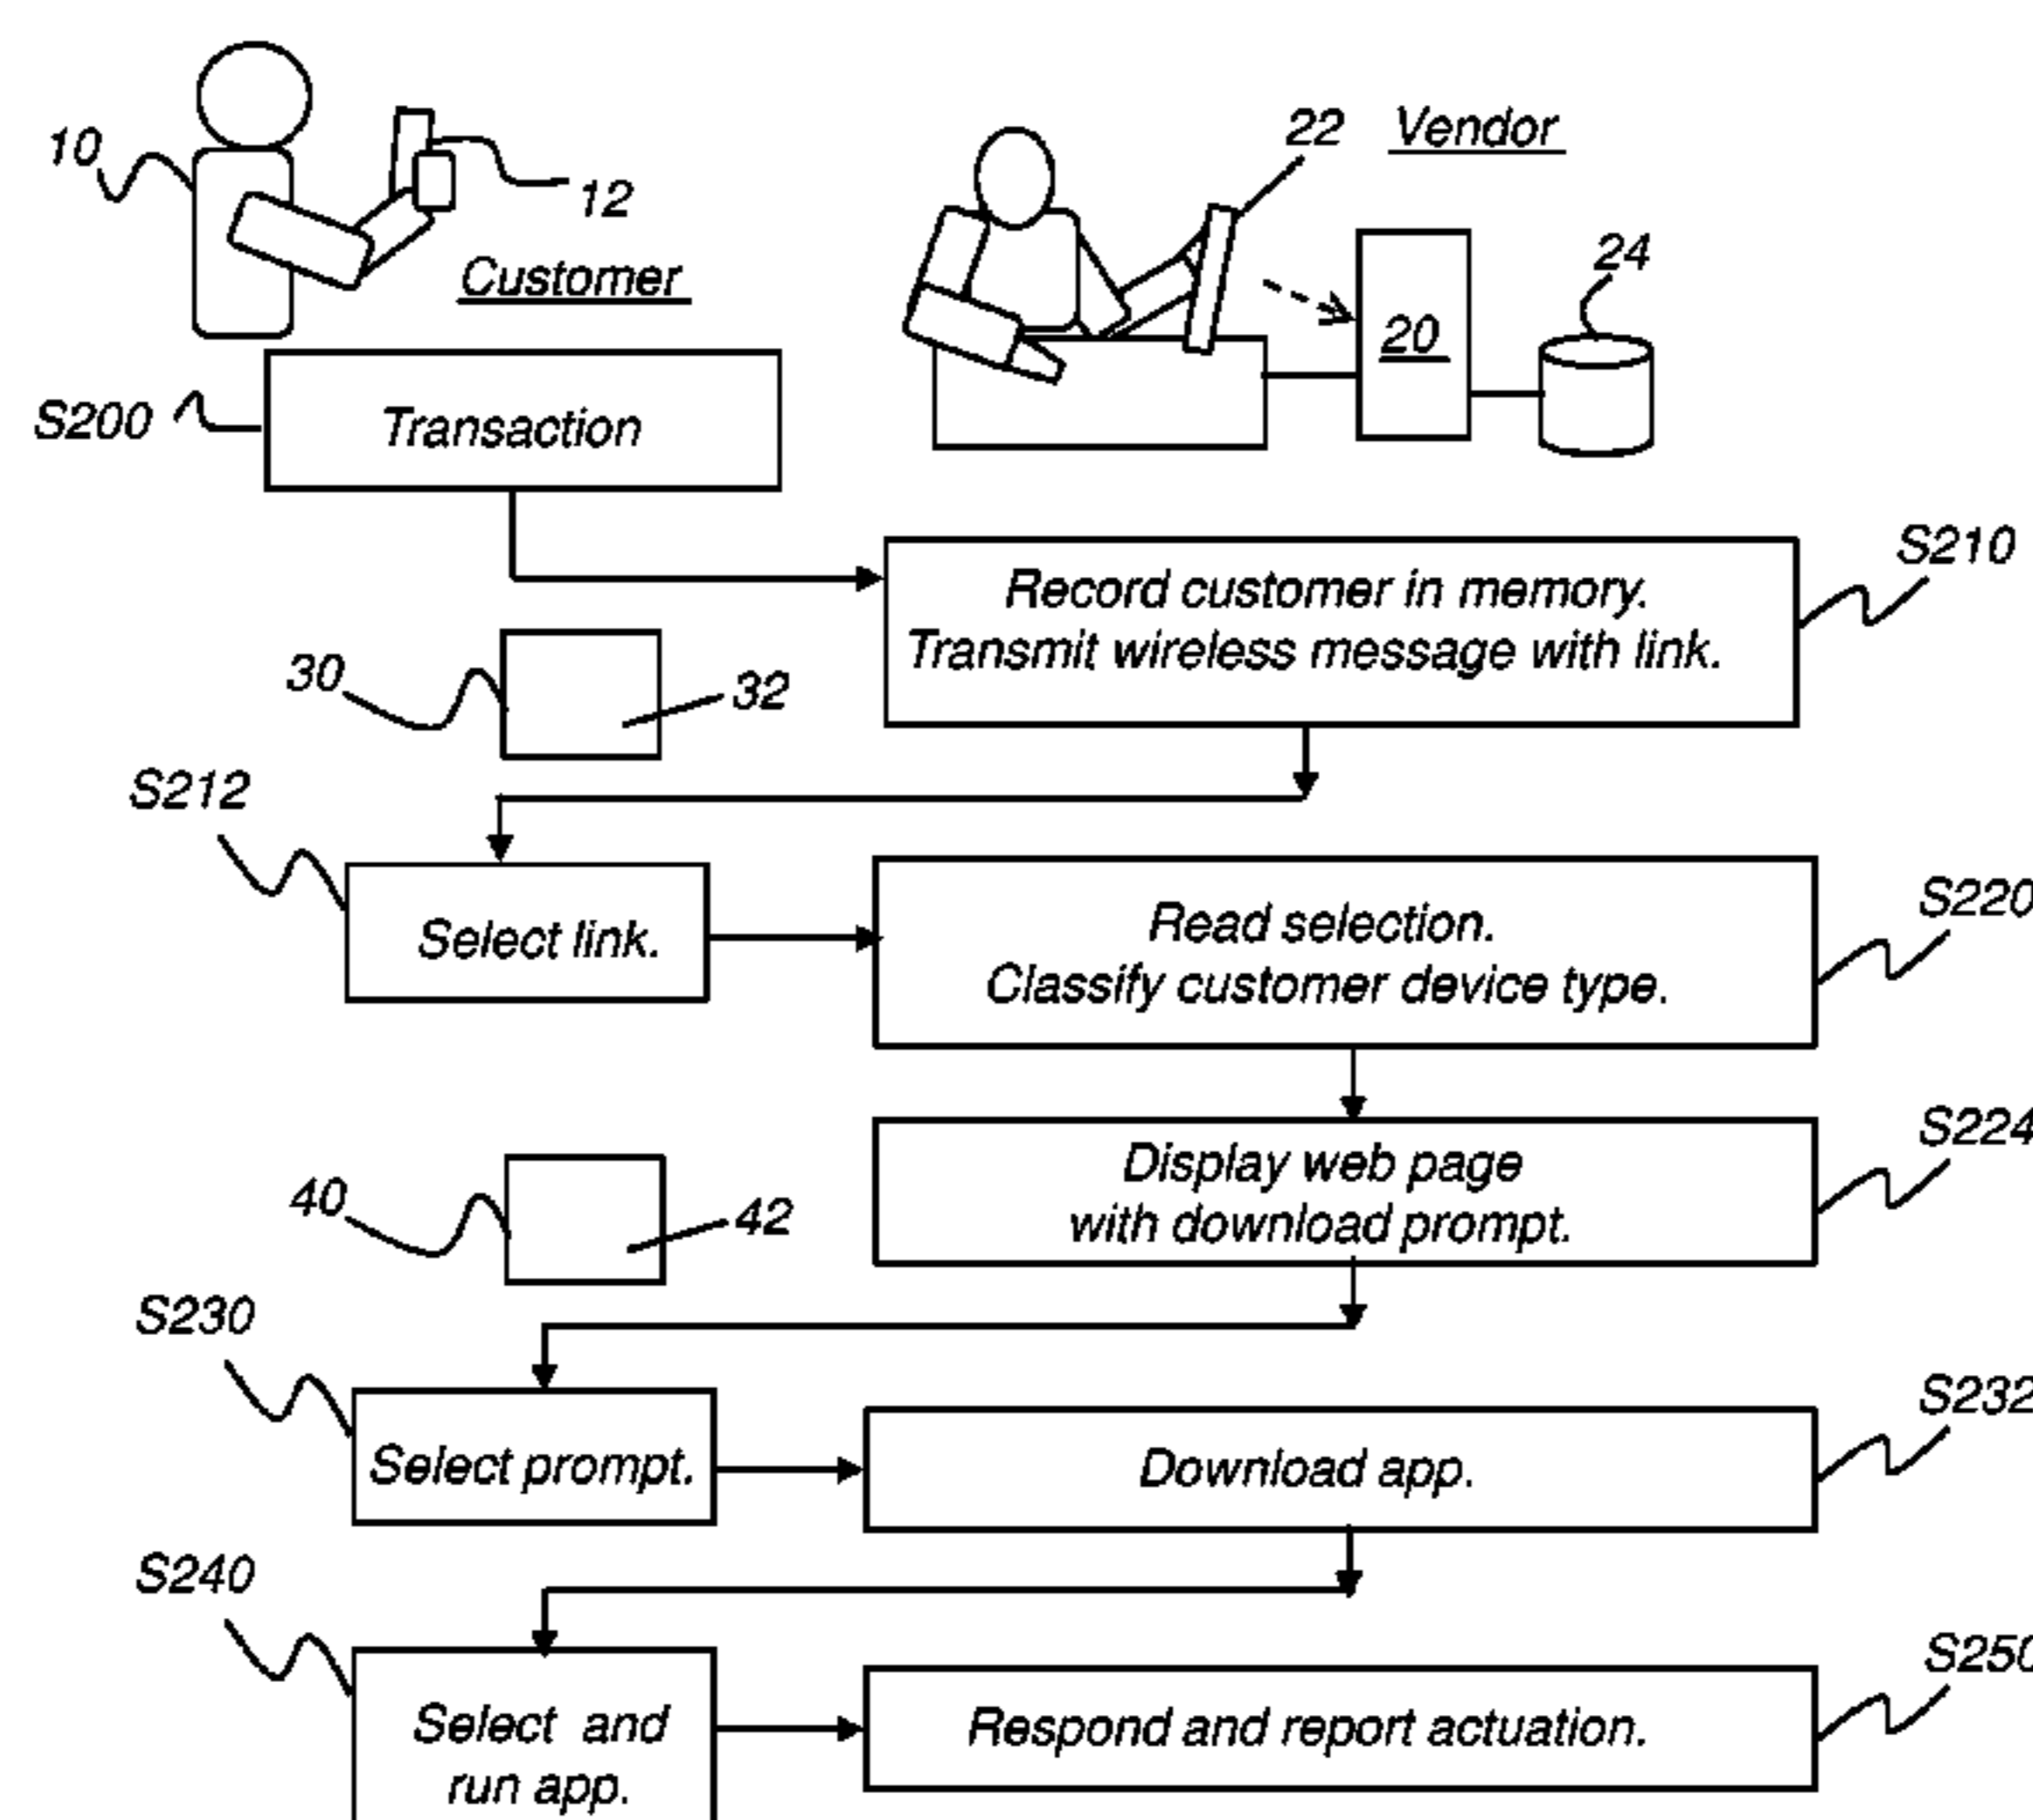 10
12
Customer
22
Vendor
20
24
S200
Transaction
S210
Record customer in memory.
Transmit wireless message with link.
30
32
S212
Select link.
S220
Read selection.
Classify customer device type.
S224
Display web page
with download prompt.
40
42
S230
Select prompt.
S232
Download app.
S240
Select and
run app.
S250
Respond and report actuation.